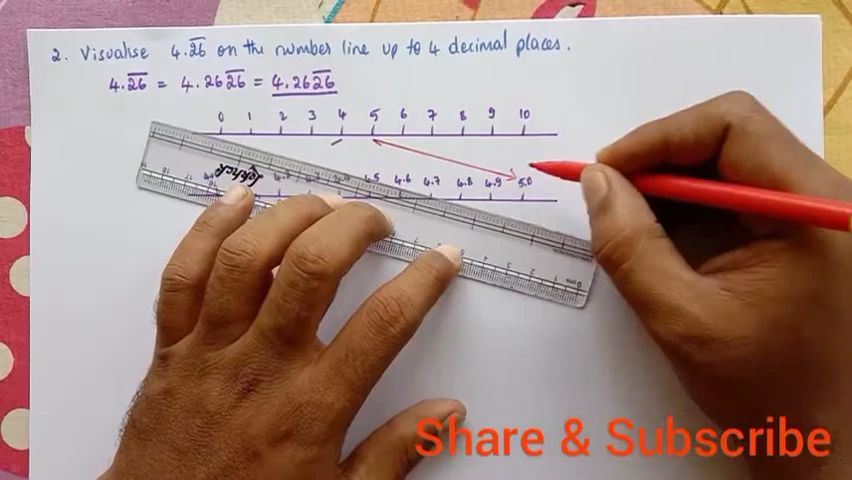 2. Visualise 4.2̅6̅ on the number line up to 4 decimal places.
4.2̅6̅ = 4.262̅6̅ = 4.262̅6̅
0 1 2 3 4 5 6 7 8 9 10
4.5 4.6 4.7 4.8 4.9 5.0
Share & Subscribe